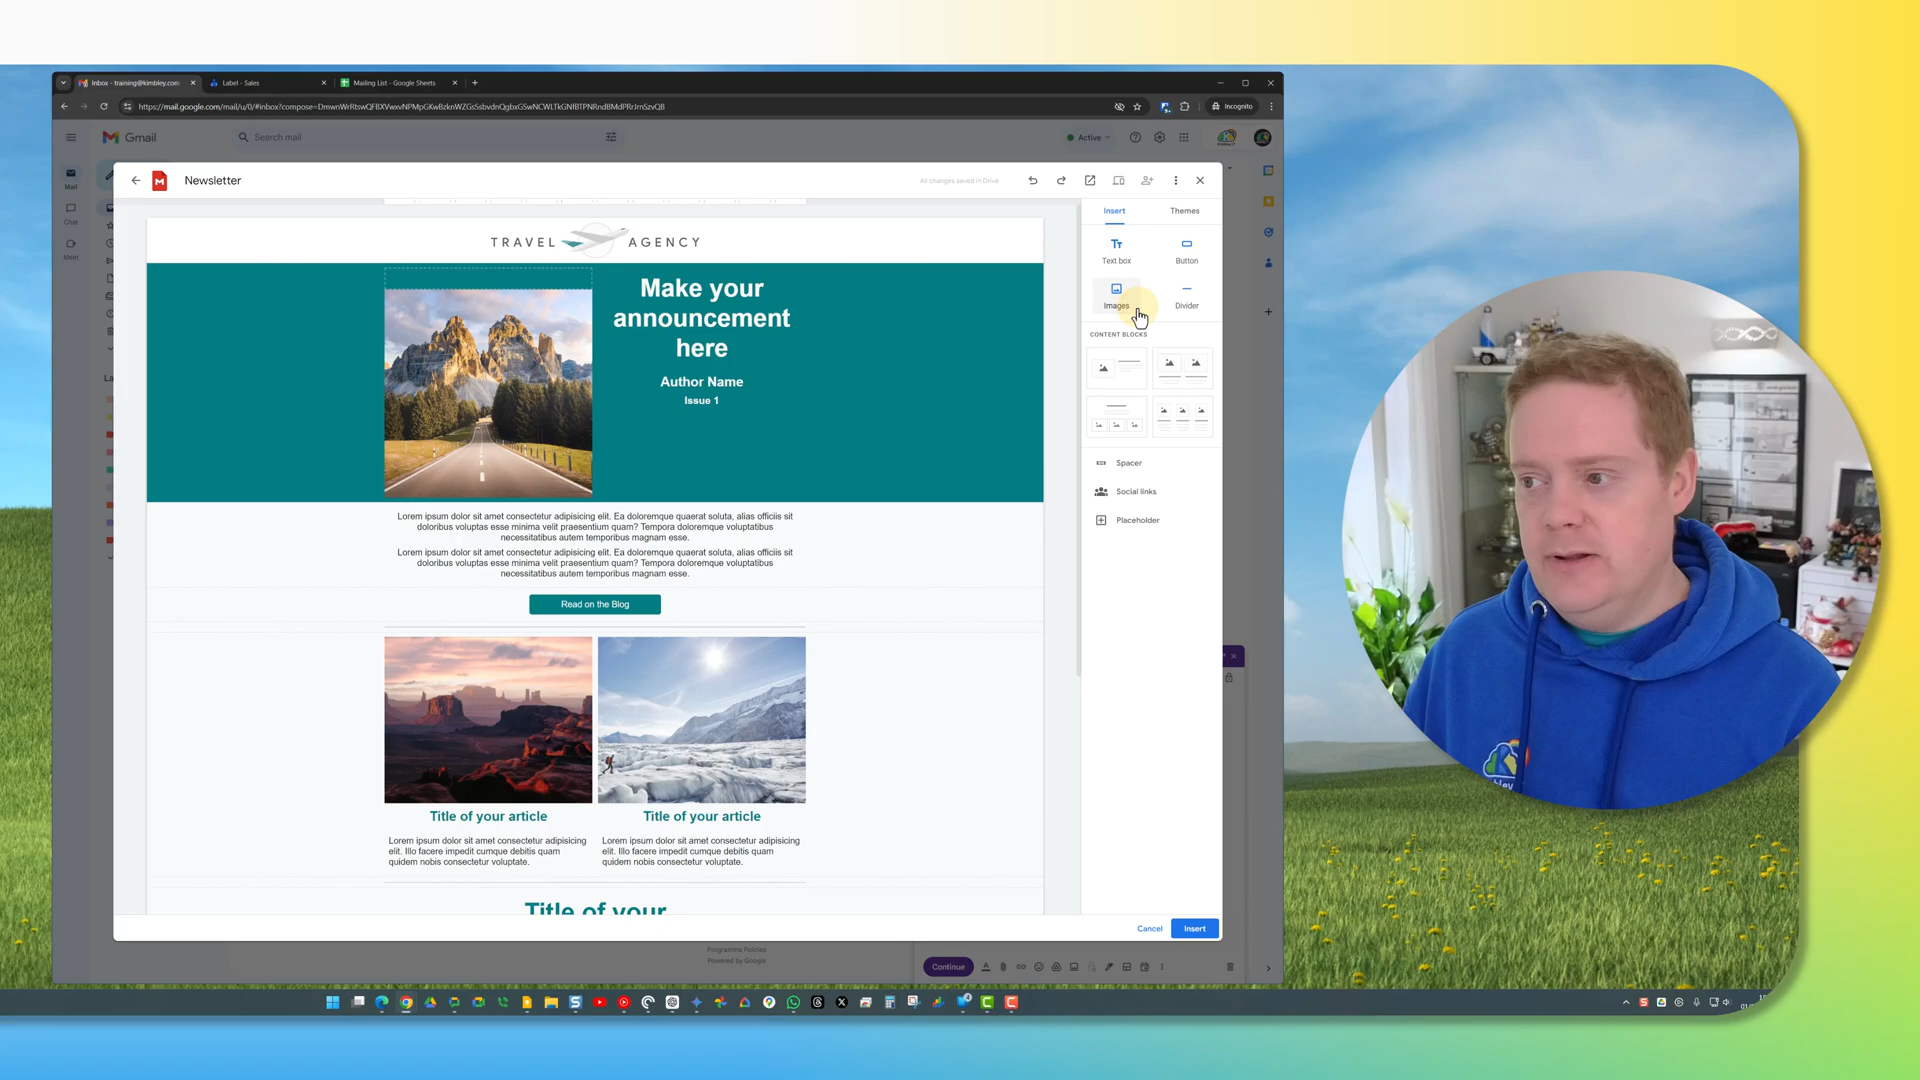 Inbox - training@kimbley.com
Label - Sales
Mailing List - Google Sheets
Incognito
Gmail
Search mail
Active
Mail
Chat
Meet
Newsletter
All changes saved in Drive
Insert
Themes
Text box
Button
Images
Divider
CONTENT BLOCKS
Spacer
Social links
Placeholder
TRAVEL AGENCY
Make your
announcement
here
Author Name
Issue 1
Lorem ipsum dolor sit amet consectetur adipisicing elit. Ea doloremque quaerat soluta, alias officiis sit
doloribus voluptas esse minima velit praesentium quam? Tempora doloremque voluptatibus
necessitatibus autem temporibus magnam esse.
Lorem ipsum dolor sit amet consectetur adipisicing elit. Ea doloremque quaerat soluta, alias officiis sit
doloribus voluptas esse minima velit praesentium quam? Tempora doloremque voluptatibus
necessitatibus autem temporibus magnam esse.
Read on the Blog
Title of your article
Lorem ipsum dolor sit amet consectetur adipisicing
elit. Illo facere impedit cumque debitis quam
quidem nobis consectetur voluptate.
Title of your article
Lorem ipsum dolor sit amet consectetur adipisicing
elit. Illo facere impedit cumque debitis quam
quidem nobis consectetur voluptate.
Title of your
Cancel
Insert
Programme Policies
Powered by Google
Continue